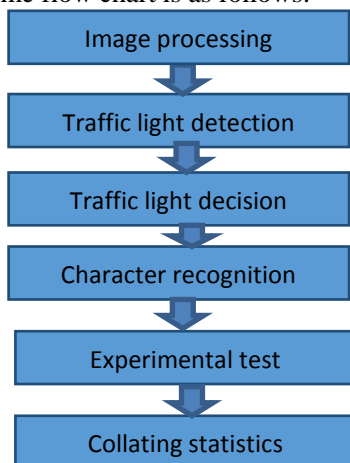 the flow chart is as follows:
Image processing
Traffic light detection
Traffic light decision
Character recognition
Experimental test
Collating statistics